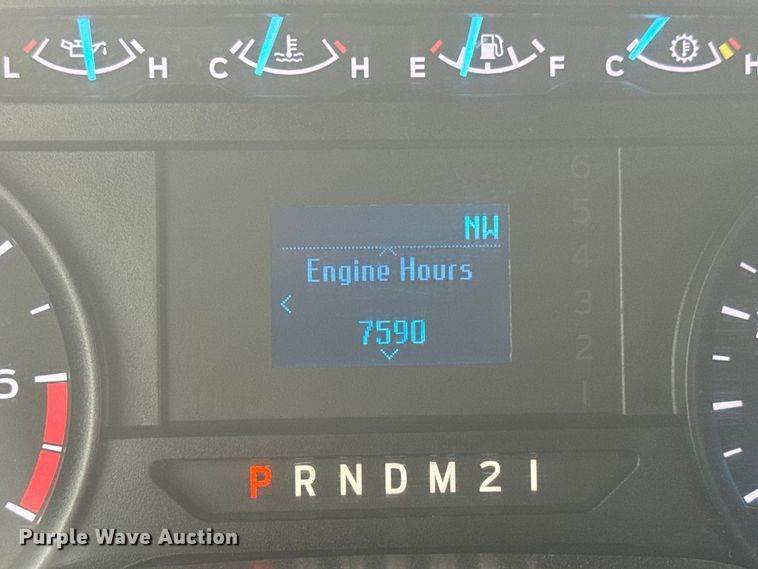 L H C H E F C H
6
5
NW
4
Engine Hours
3
7590
2
6
1
P R N D M 2 1
Purple Wave Auction